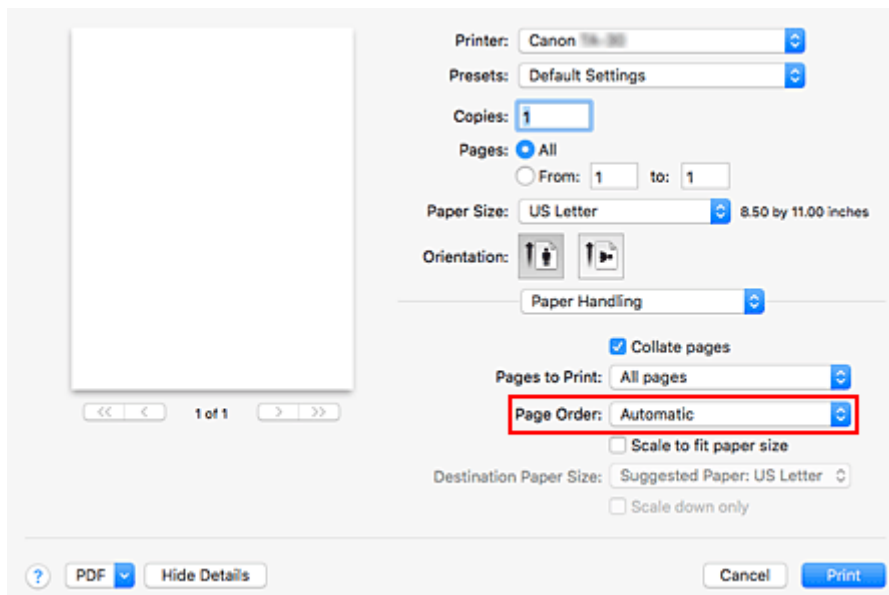 Printer: Canon
Presets: Default Settings
Copies: 1
Pages: All
From: 1 to: 1
Paper Size: US Letter 8.50 by 11.00 inches
Orientation:
Paper Handling
Collate pages
Pages to Print: All pages
Page Order: Automatic
Scale to fit paper size
Destination Paper Size: Suggested Paper: US Letter
Scale down only
<< < 1 of 1 > >>
? PDF Hide Details Cancel Print